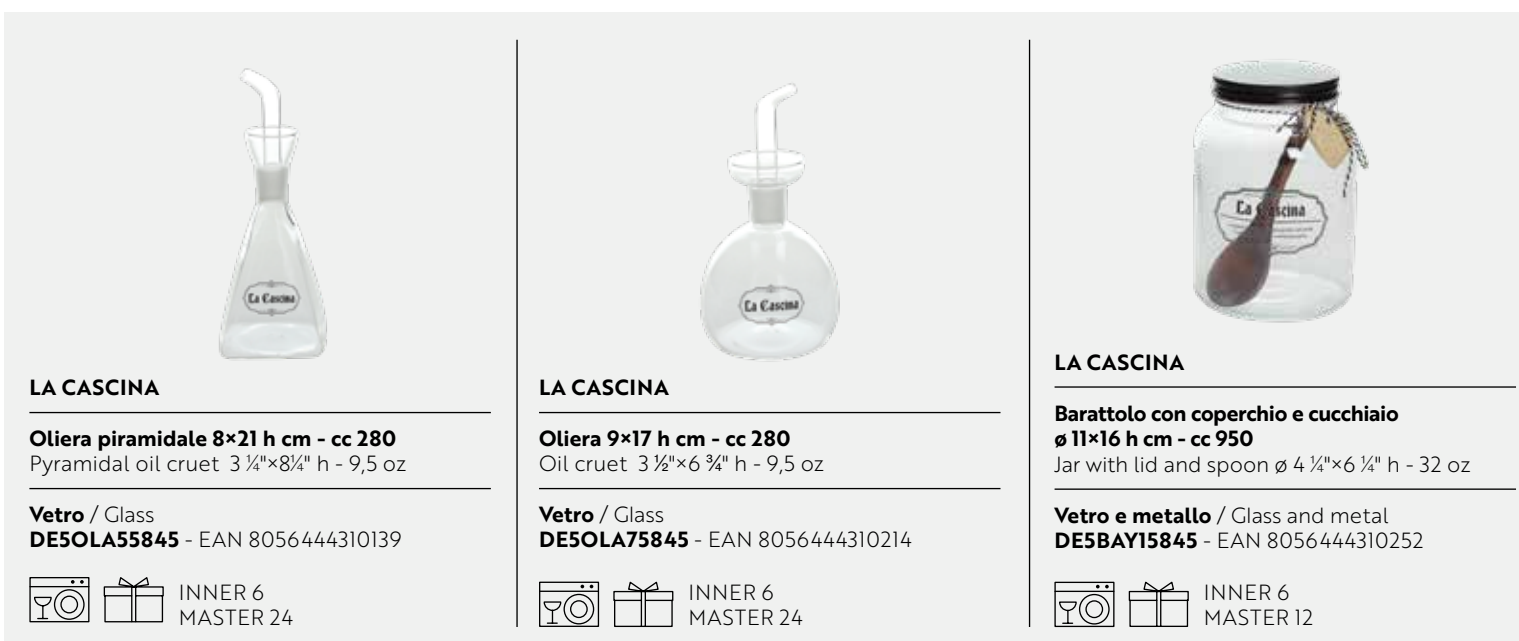 La Cascina
LA CASCINA
Oliera piramidale 8×21 h cm - cc 280
Pyramidal oil cruet 3 ¼"×8¼" h - 9,5 oz
Vetro / Glass
DE5OLA55845 - EAN 8056444310139
INNER 6
MASTER 24
La Cascina
LA CASCINA
Oliera 9×17 h cm - cc 280
Oil cruet 3 ½"×6 ¾" h - 9,5 oz
Vetro / Glass
DE5OLA75845 - EAN 8056444310214
INNER 6
MASTER 24
La scina
LA CASCINA
Barattolo con coperchio e cucchiaio
ø 11×16 h cm - cc 950
Jar with lid and spoon ø 4 ¼"×6 ¼" h - 32 oz
Vetro e metallo / Glass and metal
DE5BAY15845 - EAN 8056444310252
INNER 6
MASTER 12